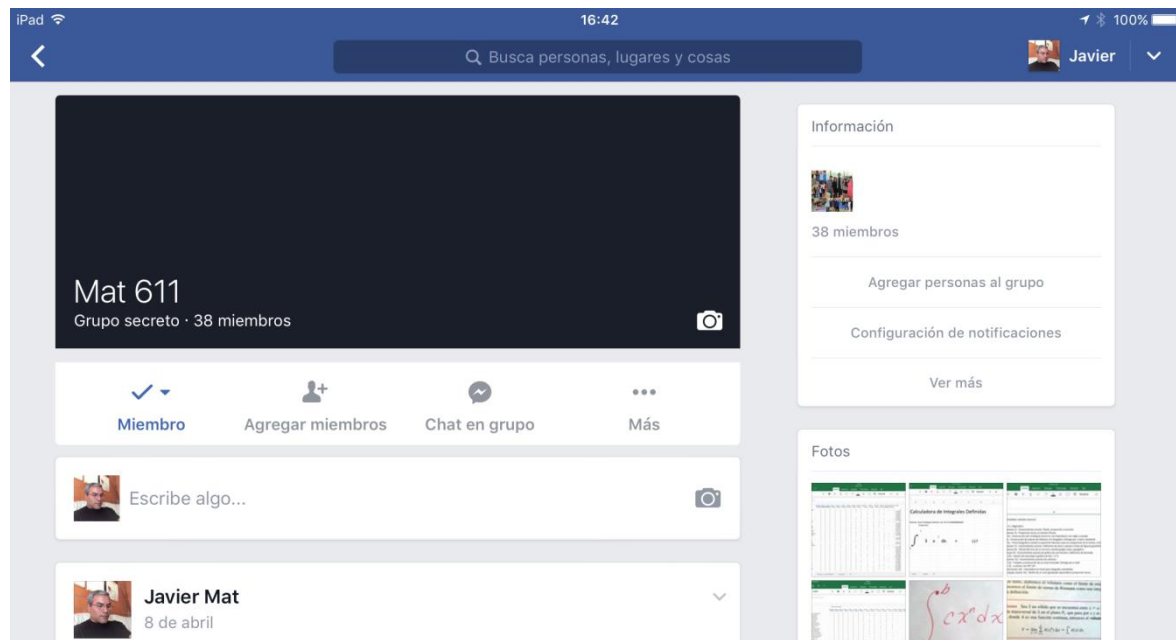 iPad 16:42 100%
Busca personas, lugares y cosas
Javier
Mat 611
Grupo secreto · 38 miembros
Miembro
Agregar miembros
Chat en grupo
Más
Escribe algo...
Javier Mat
8 de abril
Información
38 miembros
Agregar personas al grupo
Configuración de notificaciones
Ver más
Fotos
Calculadora de Integrales Definidas